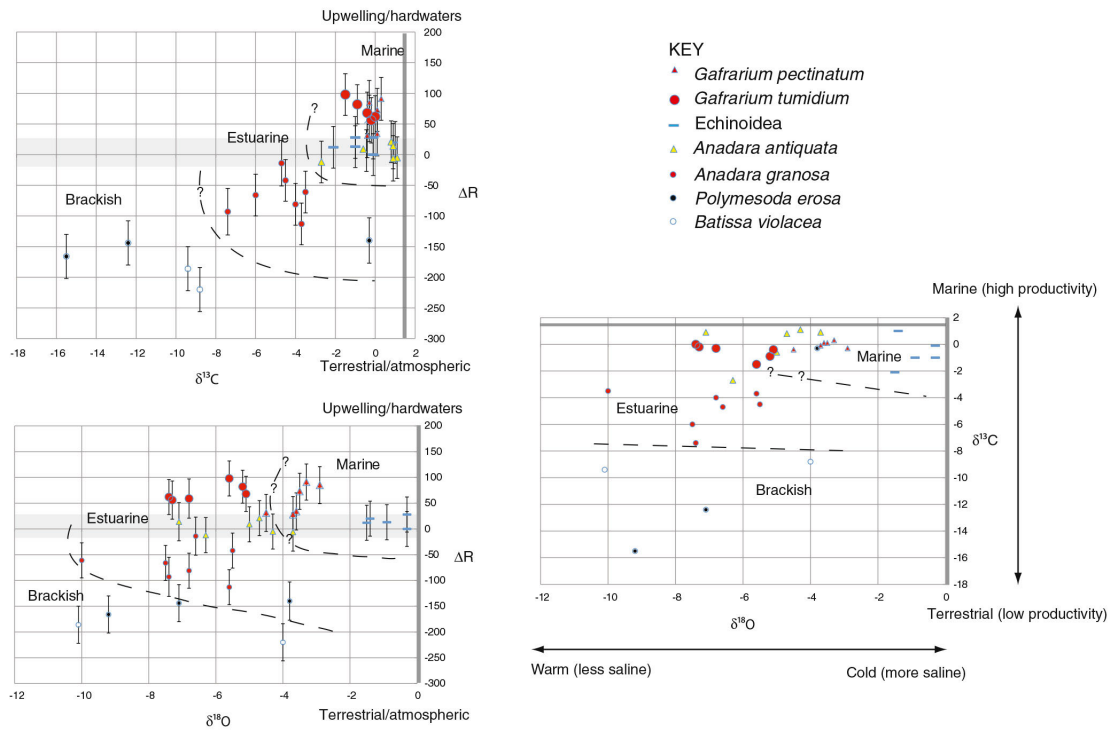 Upwelling/hardwaters
200
150
100
50
0
-50
-100
-150
-200
-250
-300
Marine
Estuarine
Brackish
?
?
ΔR
-18
-16
-14
-12
-10
-8
-6
-4
-2
0
2
δ¹³C
Terrestrial/atmospheric
KEY
Gafrarium pectinatum
Gafrarium tumidium
Echinoidea
Anadara antiquata
Anadara granosa
Polymesoda erosa
Batissa violacea
Upwelling/hardwaters
200
150
100
50
0
-50
-100
-150
-200
-250
-300
Marine
Estuarine
Brackish
?
?
?
ΔR
-12
-10
-8
-6
-4
-2
0
δ¹⁸O
Terrestrial/atmospheric
Marine (high productivity)
2
0
-2
-4
-6
-8
-10
-12
-14
-16
-18
Marine
? ?
Estuarine
Brackish
δ¹³C
-12
-10
-8
-6
-4
-2
0
δ¹⁸O
Terrestrial (low productivity)
Warm (less saline)
Cold (more saline)